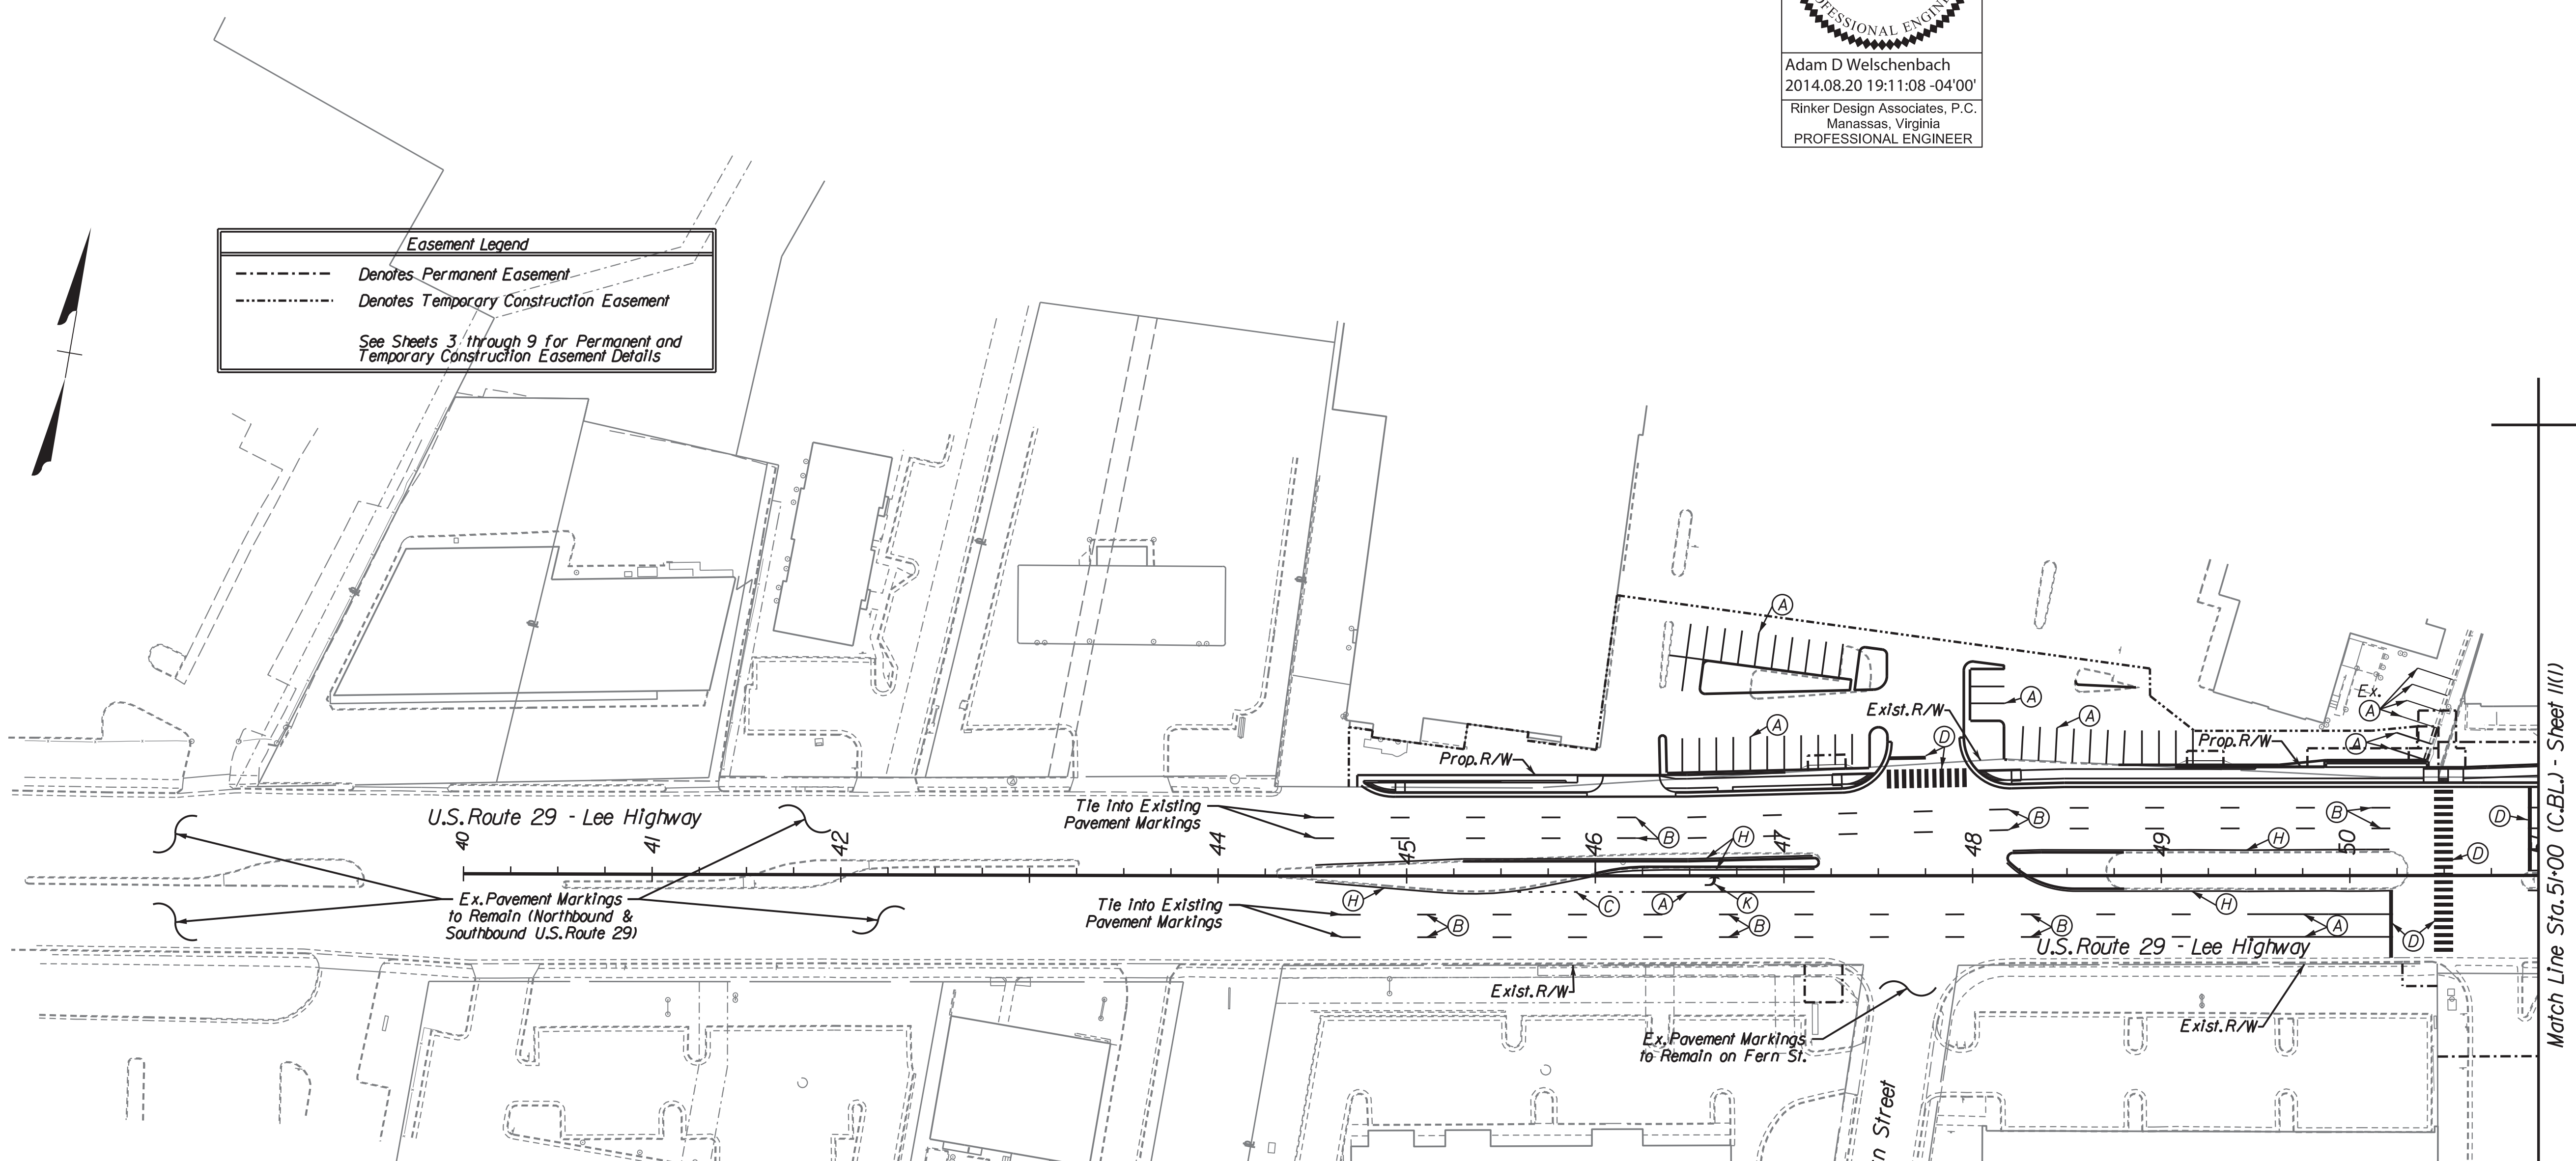 PROFESSIONAL ENGINEER
Adam D Welschenbach
2014.08.20 19:11:08 -04'00'
Rinker Design Associates, P.C.
Manassas, Virginia
PROFESSIONAL ENGINEER
Easement Legend
Denotes Permanent Easement
Denotes Temporary Construction Easement
See Sheets 3 through 9 for Permanent and
Temporary Construction Easement Details
A
A
Exist. R/W
A
A
A
D
Ex.
A
A
Prop. R/W
Prop. R/W
U.S. Route 29 - Lee Highway
Tie into Existing
Pavement Markings
B
H
B
H
B
D
D
40
41
42
44
45
46
47
48
49
50
Ex. Pavement Markings
to Remain (Northbound &
Southbound U.S. Route 29)
Tie into Existing
Pavement Markings
H
C
A
K
H
B
B
B
A
D
U.S. Route 29 - Lee Highway
Exist. R/W
Ex. Pavement Markings
to Remain on Fern St.
Exist. R/W
Street
Match Line Sta. 51+00 (C.BL.) - Sheet 11(1)